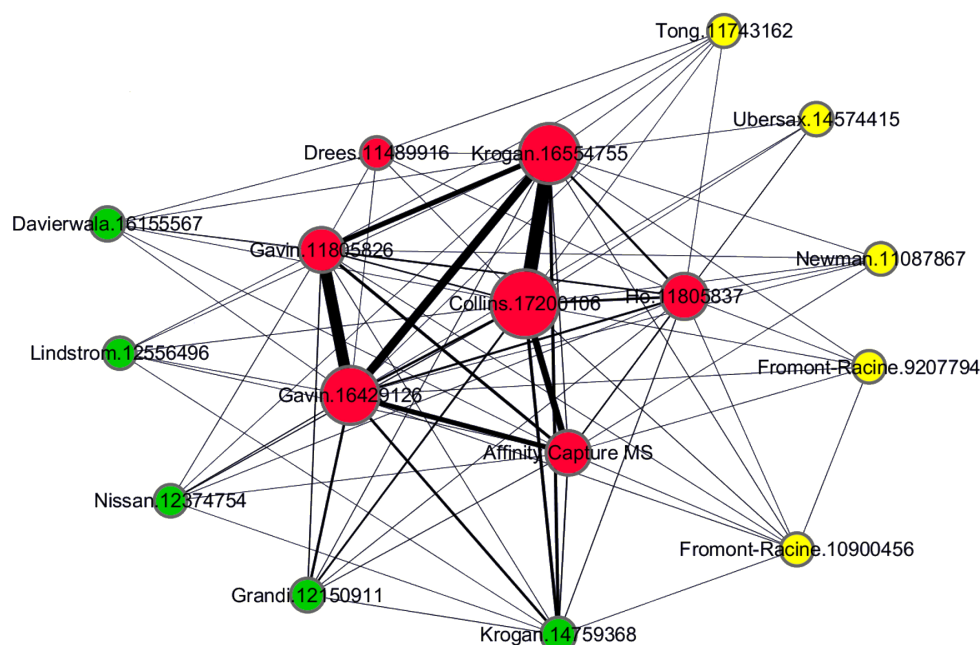 Tong.11743162
Ubersax.14574415
Drees.11489916
Krogan.16554755
Davierwala.16155567
Gavin.11805826
Newman.11087867
Collins.17200106
Ho.11805837
Lindstrom.12556496
Fromont-Racine.9207794
Gavin.16429126
Affinity Capture MS
Nissan.12374754
Fromont-Racine.10900456
Grandi.12150911
Krogan.14759368